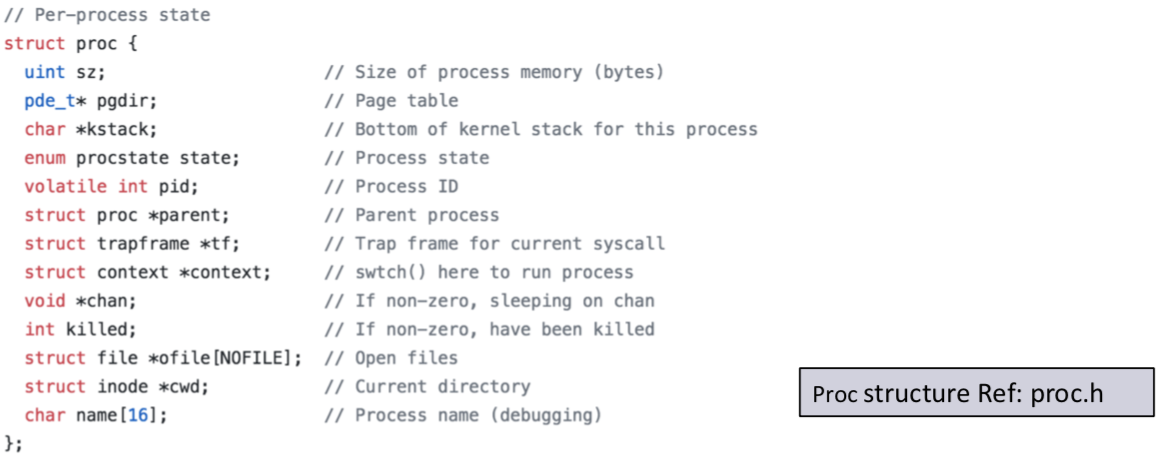 // Per-process state
struct proc {
  uint sz;                     // Size of process memory (bytes)
  pde_t* pgdir;                // Page table
  char *kstack;                // Bottom of kernel stack for this process
  enum procstate state;        // Process state
  volatile int pid;            // Process ID
  struct proc *parent;         // Parent process
  struct trapframe *tf;        // Trap frame for current syscall
  struct context *context;     // swtch() here to run process
  void *chan;                  // If non-zero, sleeping on chan
  int killed;                  // If non-zero, have been killed
  struct file *ofile[NOFILE];  // Open files
  struct inode *cwd;           // Current directory
  char name[16];               // Process name (debugging)
};
Proc structure Ref: proc.h